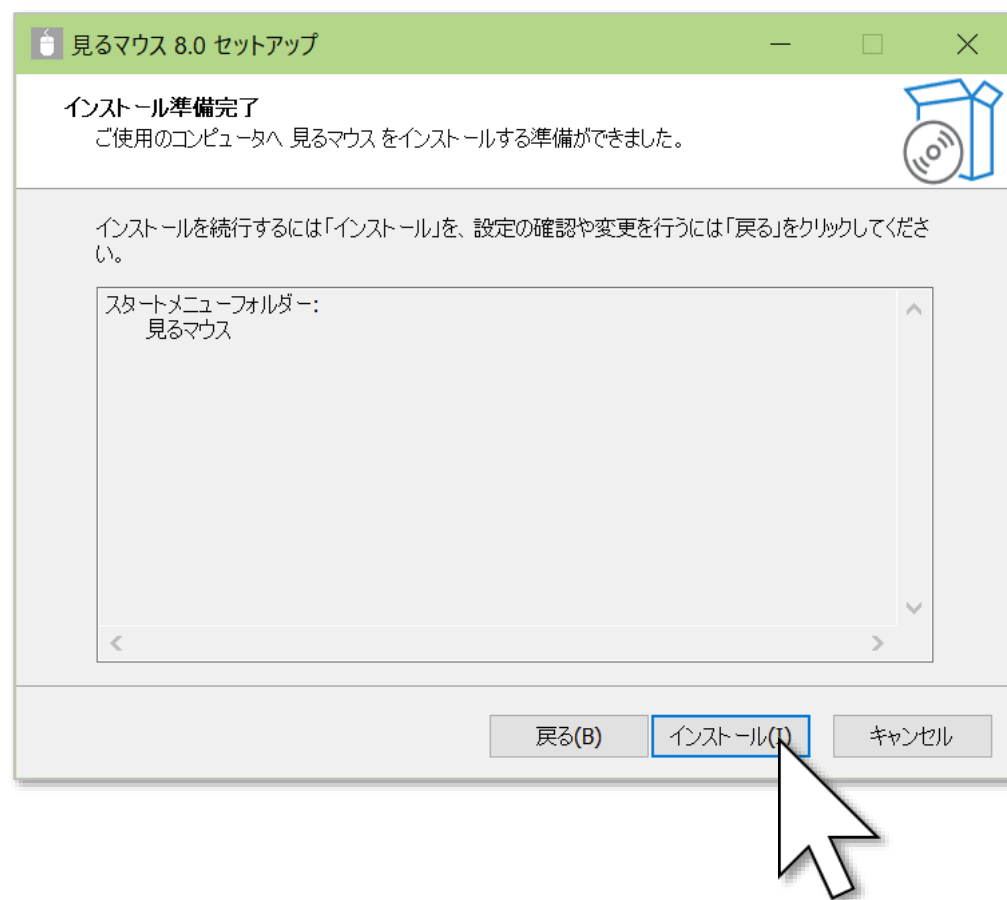 見るマウス 8.0 セットアップ
インストール準備完了
ご使用のコンピュータへ 見るマウス をインストールする準備ができました。
インストールを続行するには「インストール」を、設定の確認や変更を行うには「戻る」をクリックしてくださ
い。
スタートメニューフォルダー:
見るマウス
戻る(B) インストール(I) キャンセル